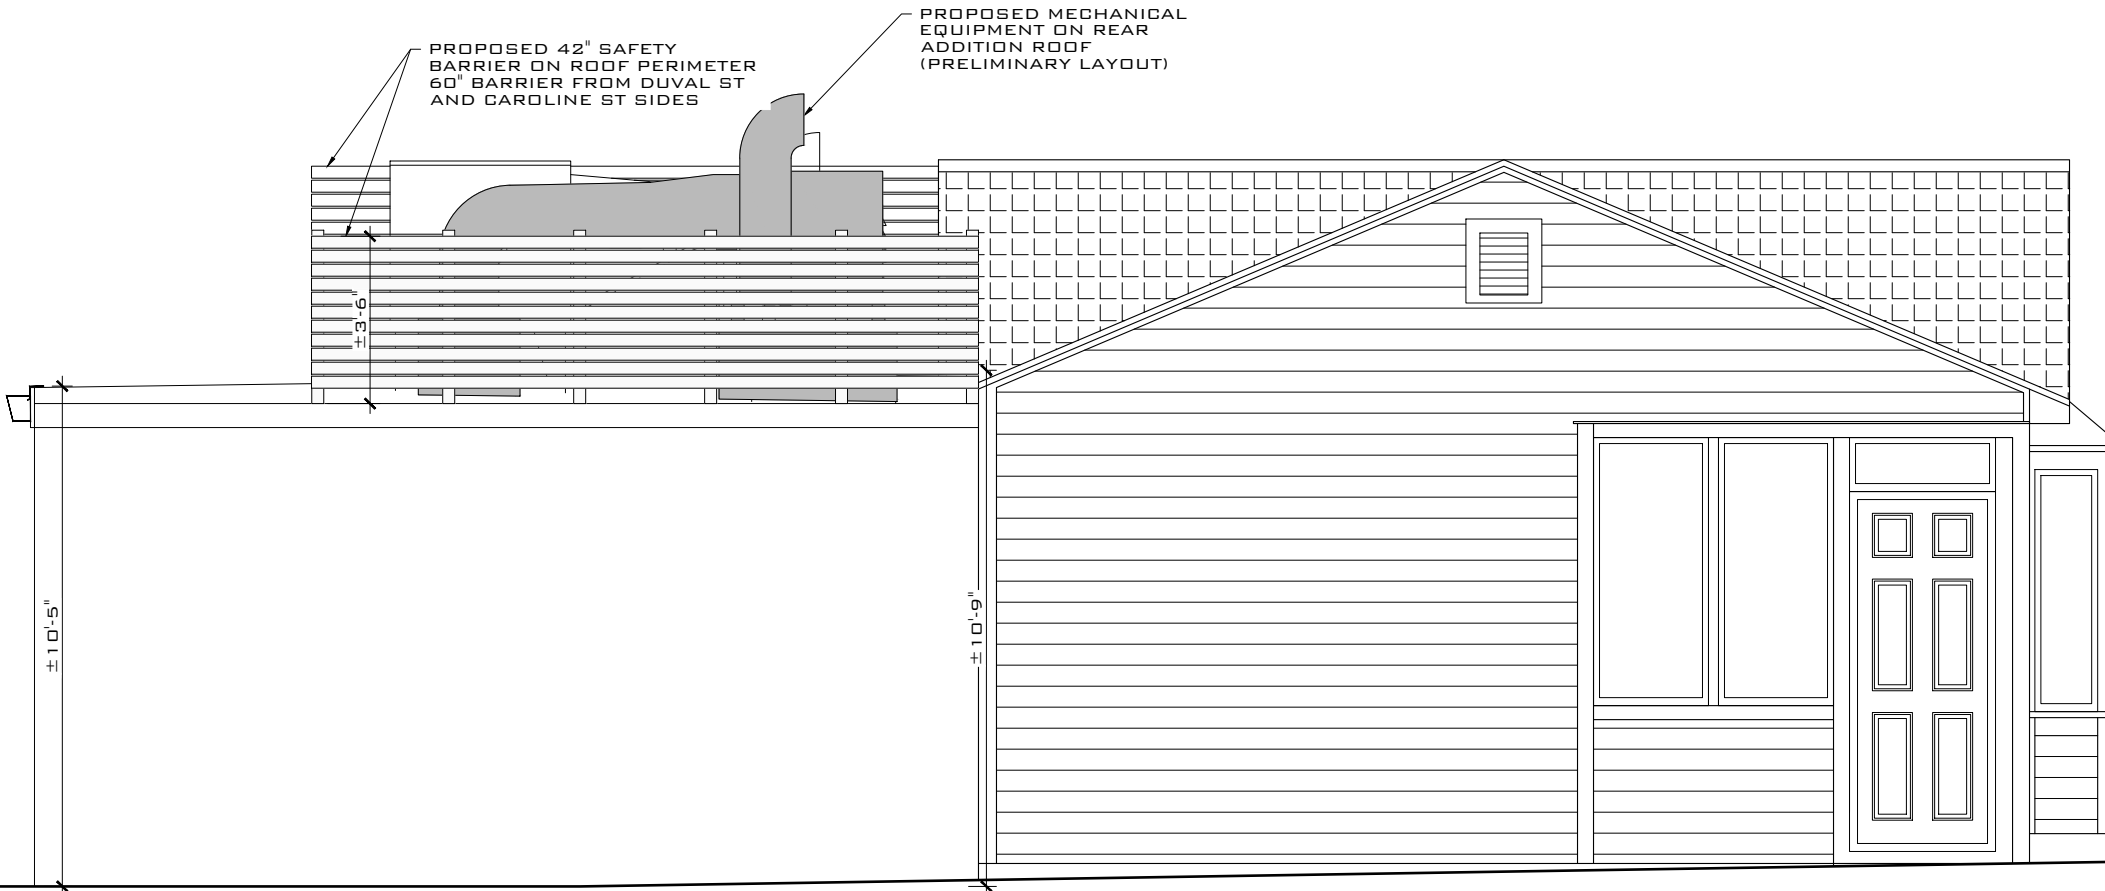 PROPOSED MECHANICAL
EQUIPMENT ON REAR
ADDITION ROOF
(PRELIMINARY LAYOUT)
PROPOSED 42" SAFETY
BARRIER ON ROOF PERIMETER
60" BARRIER FROM DUVAL ST
AND CAROLINE ST SIDES
±3'-6"
±10'-5"
±10'-9"